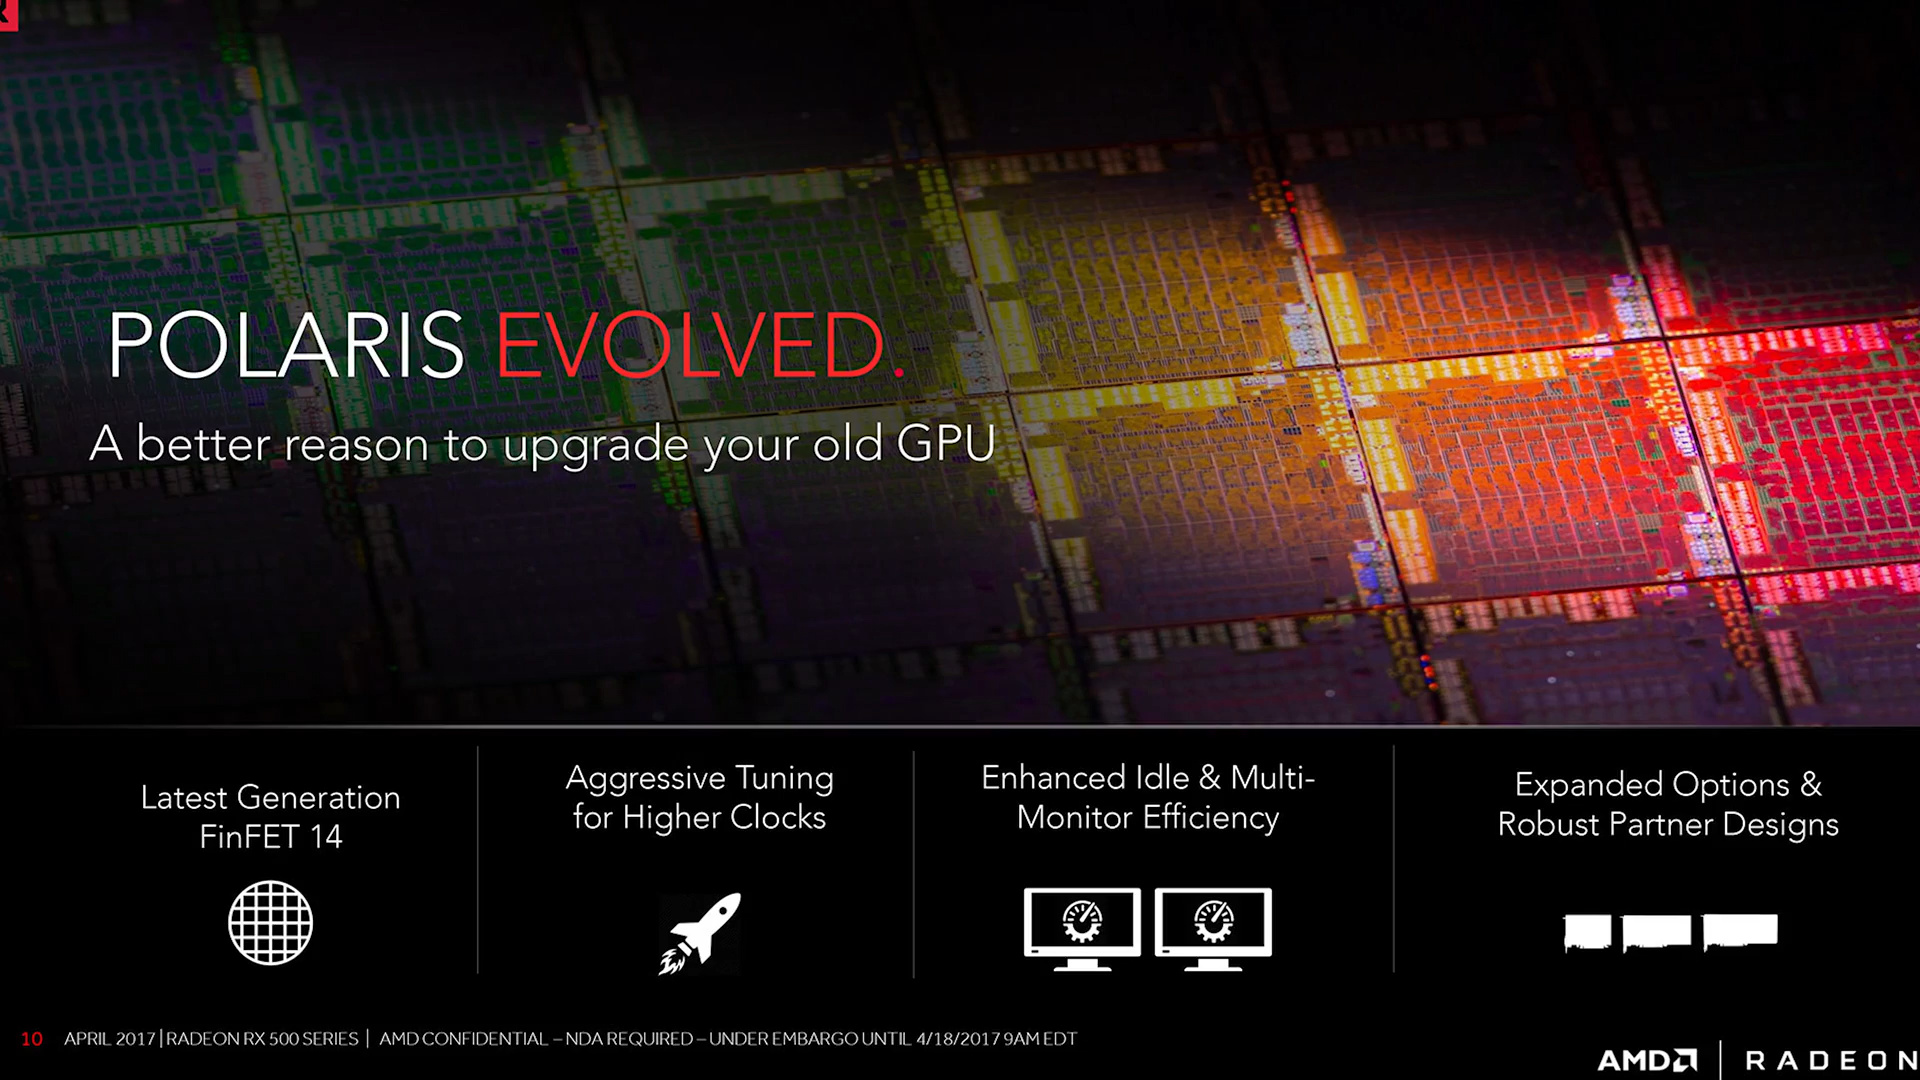 POLARIS EVOLVED.
A better reason to upgrade your old GPU
Latest Generation
FinFET 14
Aggressive Tuning
for Higher Clocks
Enhanced Idle & Multi-
Monitor Efficiency
Expanded Options &
Robust Partner Designs
10 APRIL 2017 | RADEON RX 500 SERIES | AMD CONFIDENTIAL – NDA REQUIRED – UNDER EMBARGO UNTIL 4/18/2017 9AM EDT
AMD | RADEON